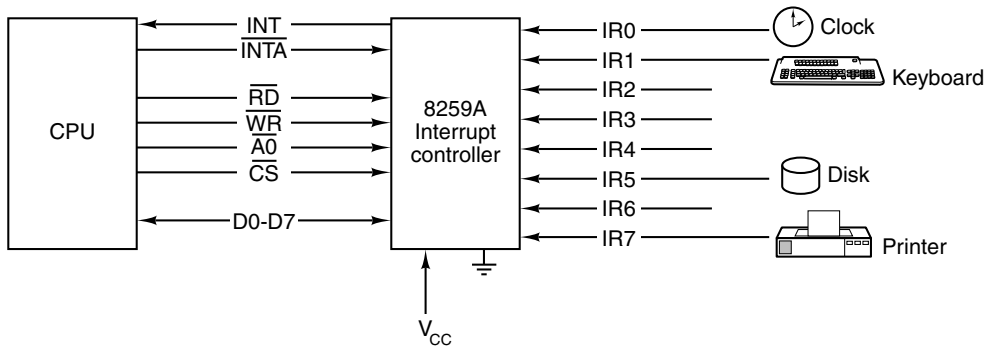 CPU
INT
INTA
RD
WR
A0
CS
D0-D7
8259A
Interrupt
controller
VCC
IR0
IR1
IR2
IR3
IR4
IR5
IR6
IR7
Clock
Keyboard
Disk
Printer